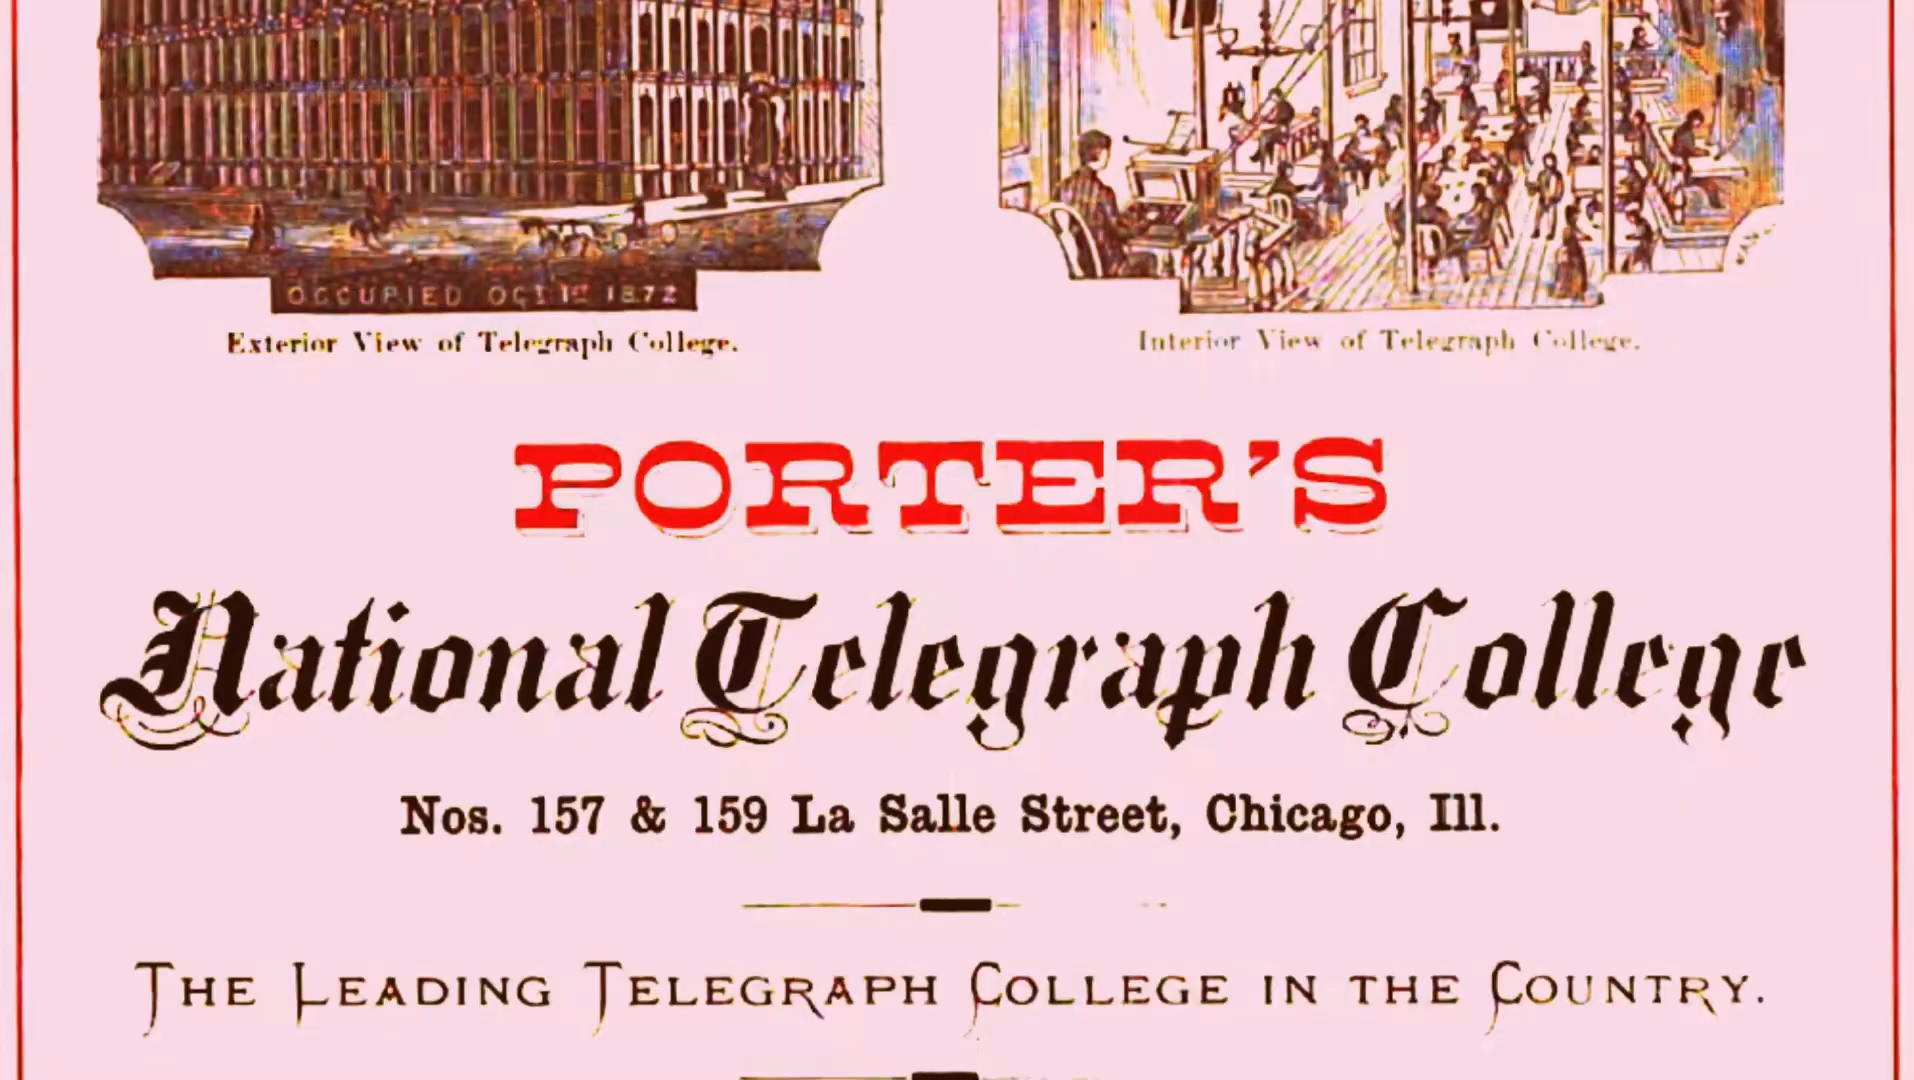 OCCUPIED OCT. 1st 1872
Exterior View of Telegraph College.
Interior View of Telegraph College.
PORTER'S
National Telegraph College
Nos. 157 & 159 La Salle Street, Chicago, Ill.
THE LEADING TELEGRAPH COLLEGE IN THE COUNTRY.